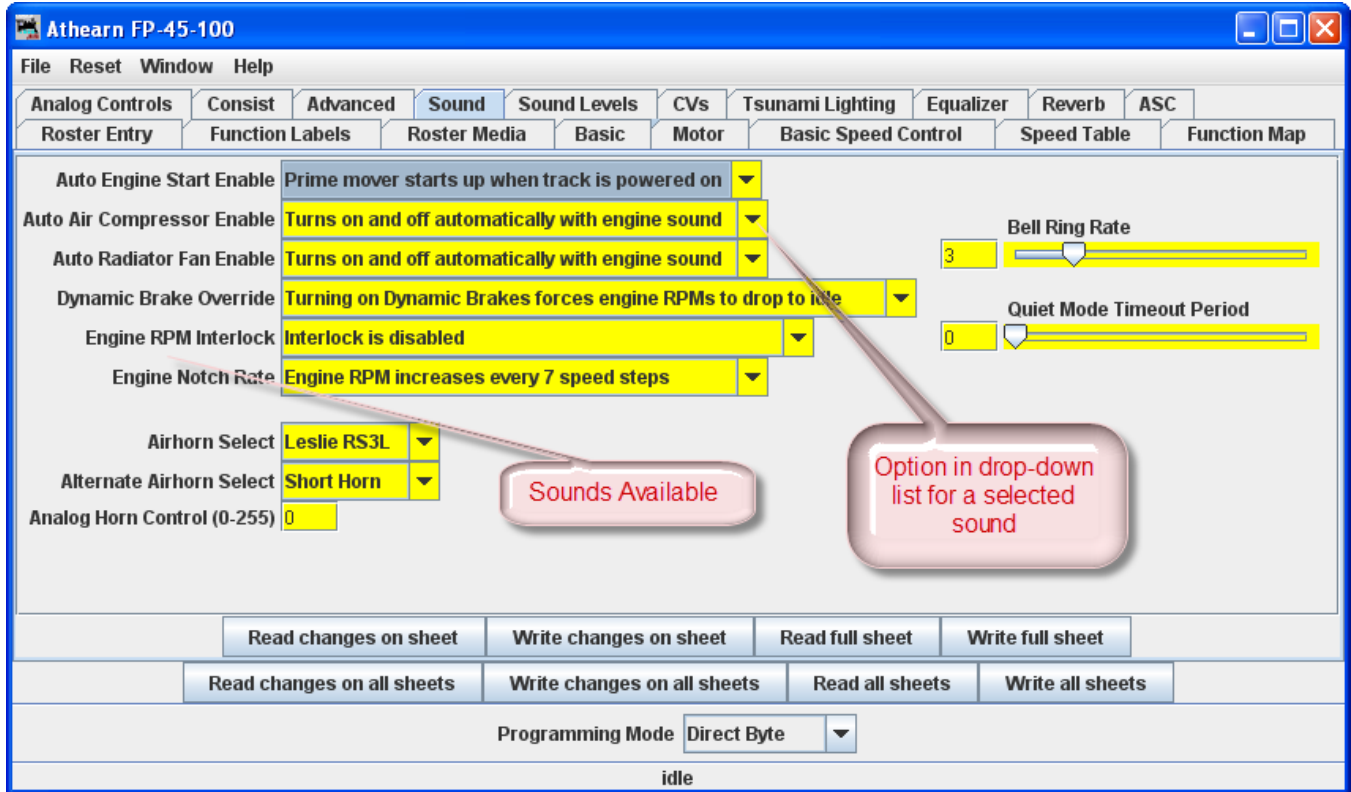 Athearn FP-45-100
File Reset Window Help
Analog Controls Consist Advanced Sound Sound Levels CVs Tsunami Lighting Equalizer Reverb ASC
Roster Entry Function Labels Roster Media Basic Motor Basic Speed Control Speed Table Function Map
Auto Engine Start Enable Prime mover starts up when track is powered on
Auto Air Compressor Enable Turns on and off automatically with engine sound
Bell Ring Rate
Auto Radiator Fan Enable Turns on and off automatically with engine sound
3
Dynamic Brake Override Turning on Dynamic Brakes forces engine RPMs to drop to idle
Quiet Mode Timeout Period
Engine RPM Interlock Interlock is disabled
0
Engine Notch Rate Engine RPM increases every 7 speed steps
Airhorn Select Leslie RS3L
Alternate Airhorn Select Short Horn
Analog Horn Control (0-255) 0
Sounds Available
Option in drop-down
list for a selected
sound
Read changes on sheet Write changes on sheet Read full sheet Write full sheet
Read changes on all sheets Write changes on all sheets Read all sheets Write all sheets
Programming Mode Direct Byte
idle